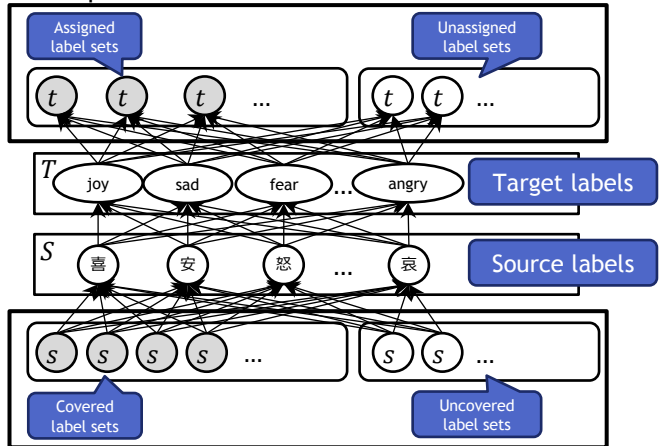 Assigned
label sets
Unassigned
label sets
t t t ... t t ...
T joy sad fear ... angry Target labels
S 喜 安 怒 ... 哀 Source labels
s s s s ... s s ...
Covered
label sets
Uncovered
label sets